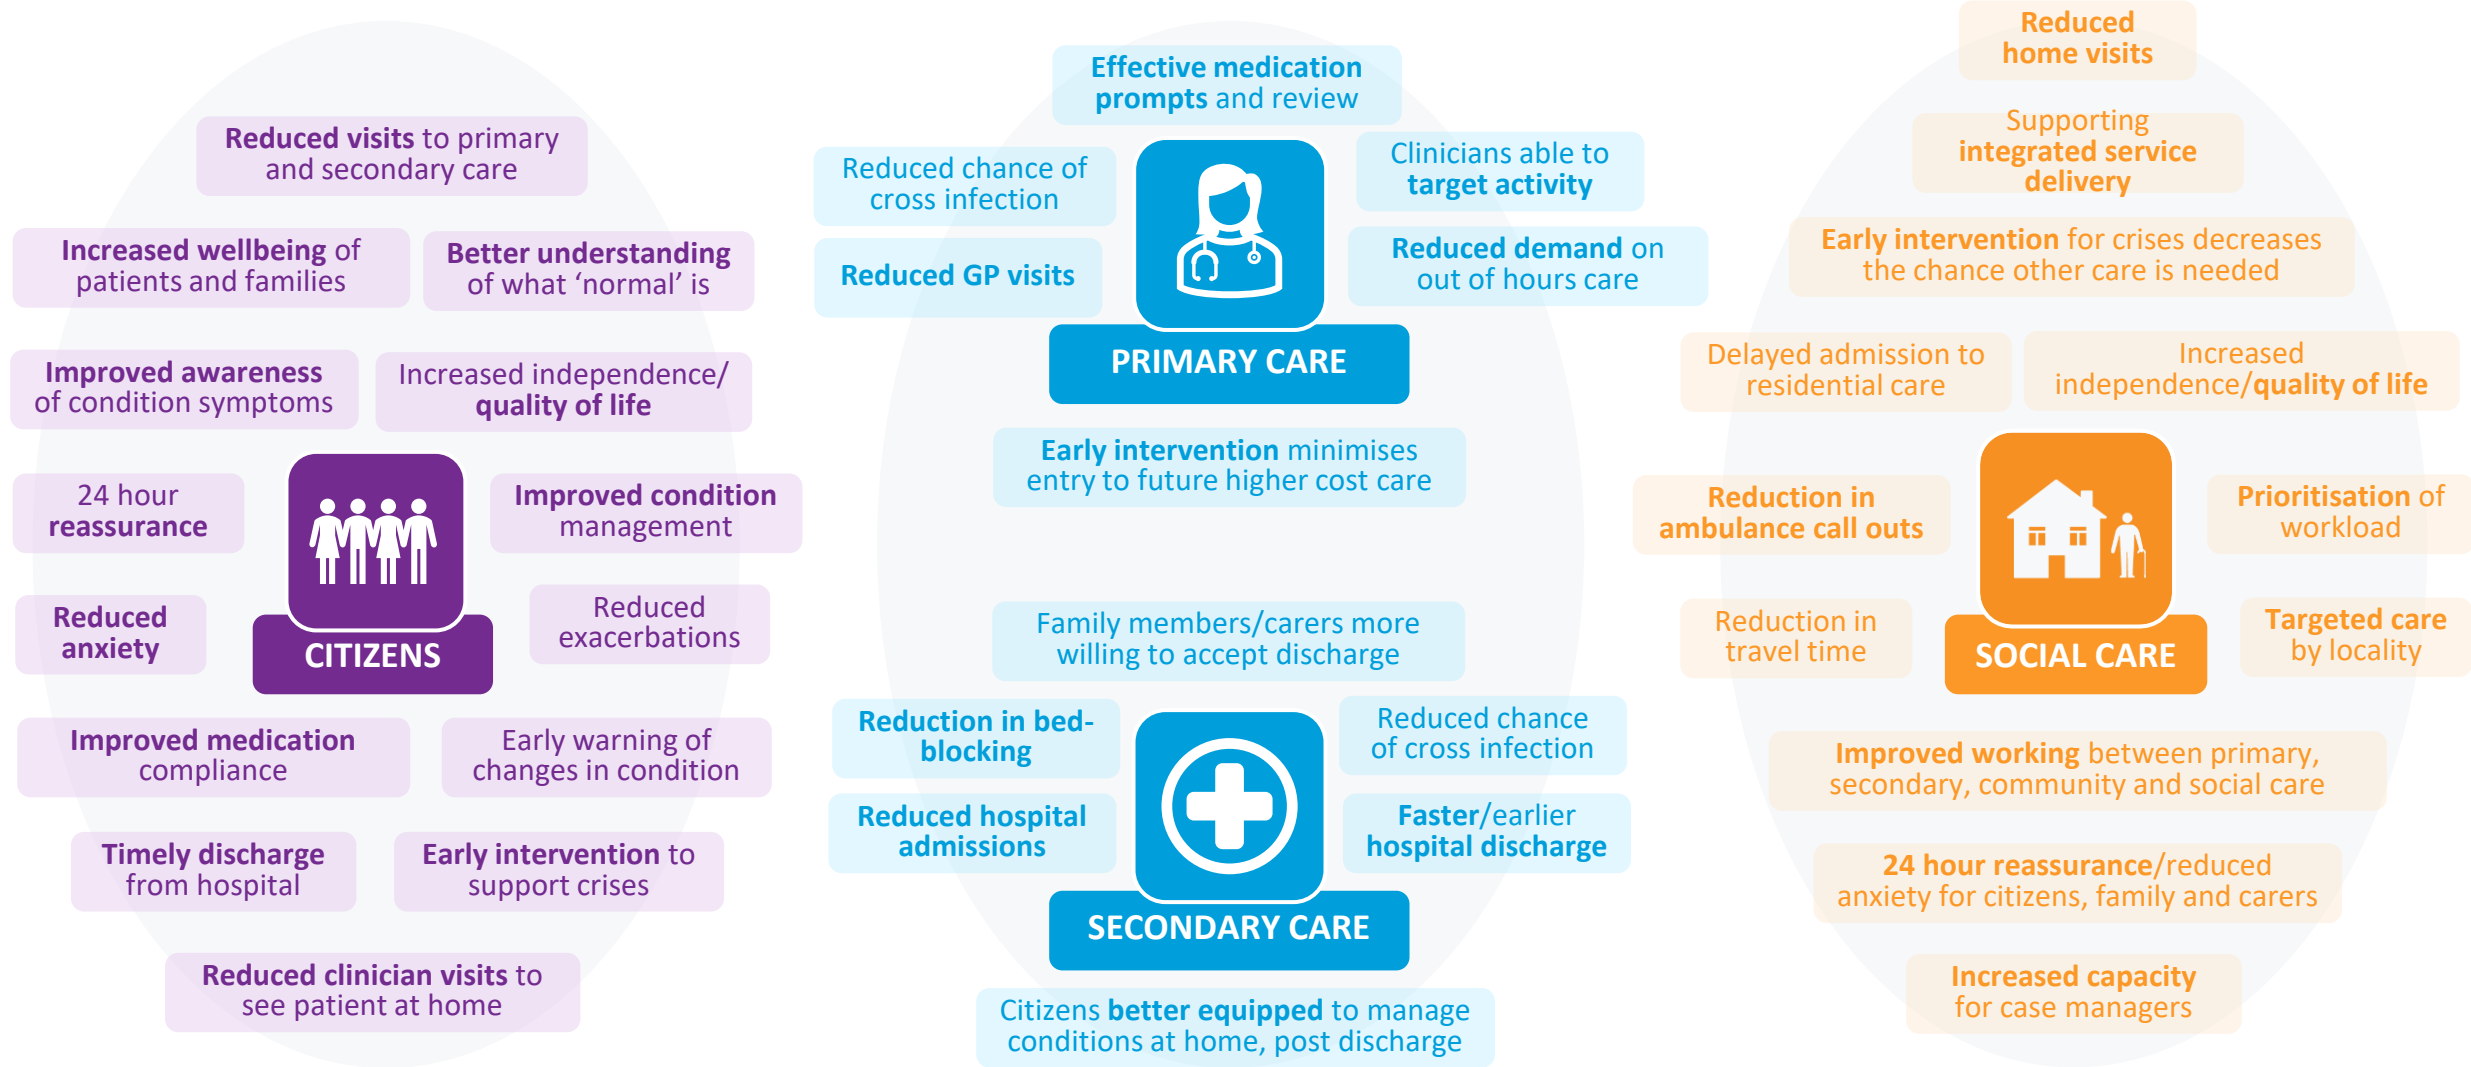 Reduced visits to primary
and secondary care
Increased wellbeing of
patients and families
Better understanding
of what ‘normal’ is
Improved awareness
of condition symptoms
Increased independence/
quality of life
24 hour
reassurance
Improved condition
management
Reduced
anxiety
CITIZENS
Reduced
exacerbations
Improved medication
compliance
Early warning of
changes in condition
Timely discharge
from hospital
Early intervention to
support crises
Reduced clinician visits to
see patient at home
Effective medication
prompts and review
Reduced chance of
cross infection
Clinicians able to
target activity
Reduced GP visits
Reduced demand on
out of hours care
PRIMARY CARE
Early intervention minimises
entry to future higher cost care
Family members/carers more
willing to accept discharge
Reduction in bed-
blocking
Reduced chance
of cross infection
Reduced hospital
admissions
Faster/earlier
hospital discharge
SECONDARY CARE
Citizens better equipped to manage
conditions at home, post discharge
Reduced
home visits
Supporting
integrated service
delivery
Early intervention for crises decreases
the chance other care is needed
Delayed admission to
residential care
Increased
independence/quality of life
Reduction in
ambulance call outs
Prioritisation of
workload
Reduction in
travel time
SOCIAL CARE
Targeted care
by locality
Improved working between primary,
secondary, community and social care
24 hour reassurance/reduced
anxiety for citizens, family and carers
Increased capacity
for case managers